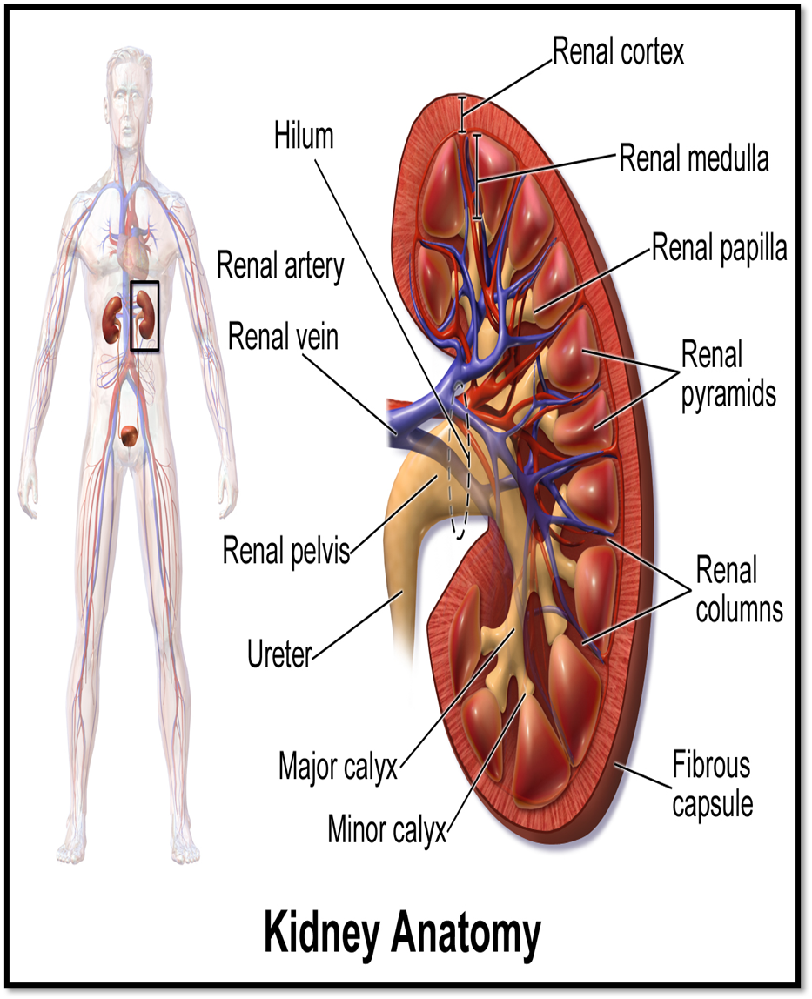 Renal cortex
Hilum
Renal medulla
Renal papilla
Renal artery
Renal vein
Renal
pyramids
Renal pelvis
Renal
columns
Ureter
Major calyx
Fibrous
capsule
Minor calyx
Kidney Anatomy